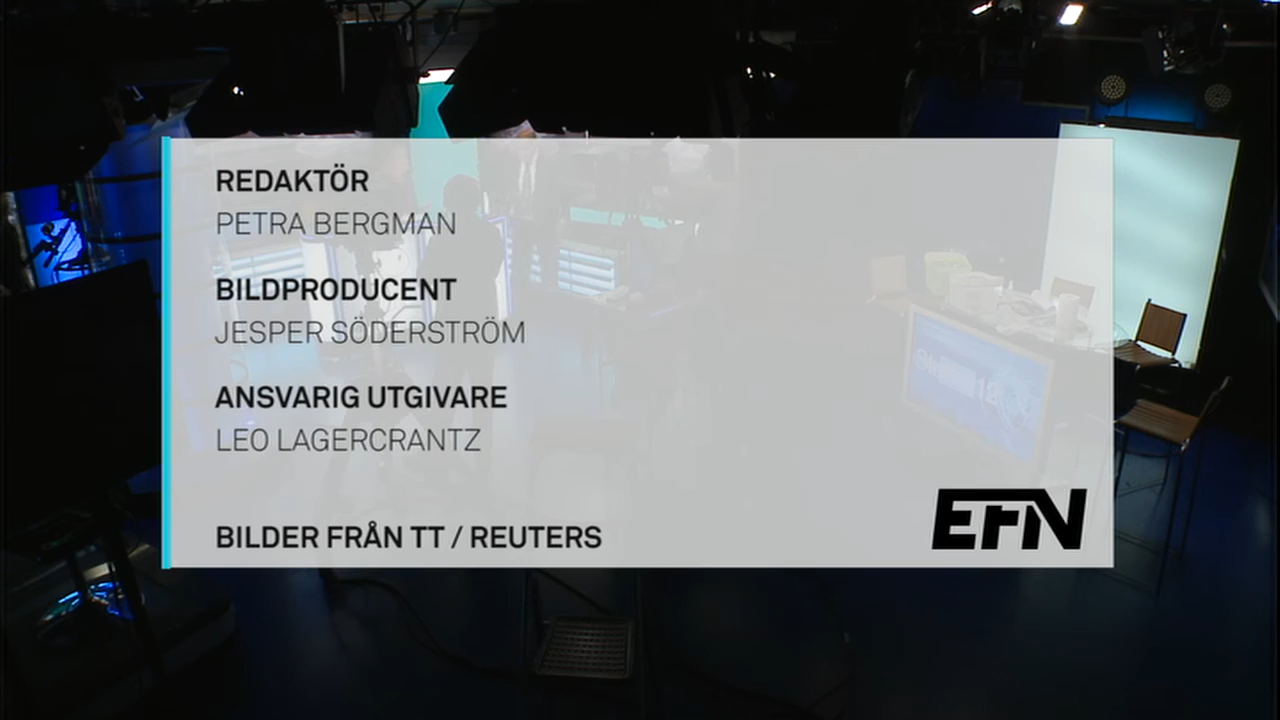 REDAKTÖR
PETRA BERGMAN
BILDPRODUCENT
JESPER SÖDERSTRÖM
ANSVARIG UTGIVARE
LEO LAGERCRANTZ
BILDER FRÅN TT / REUTERS
EFN